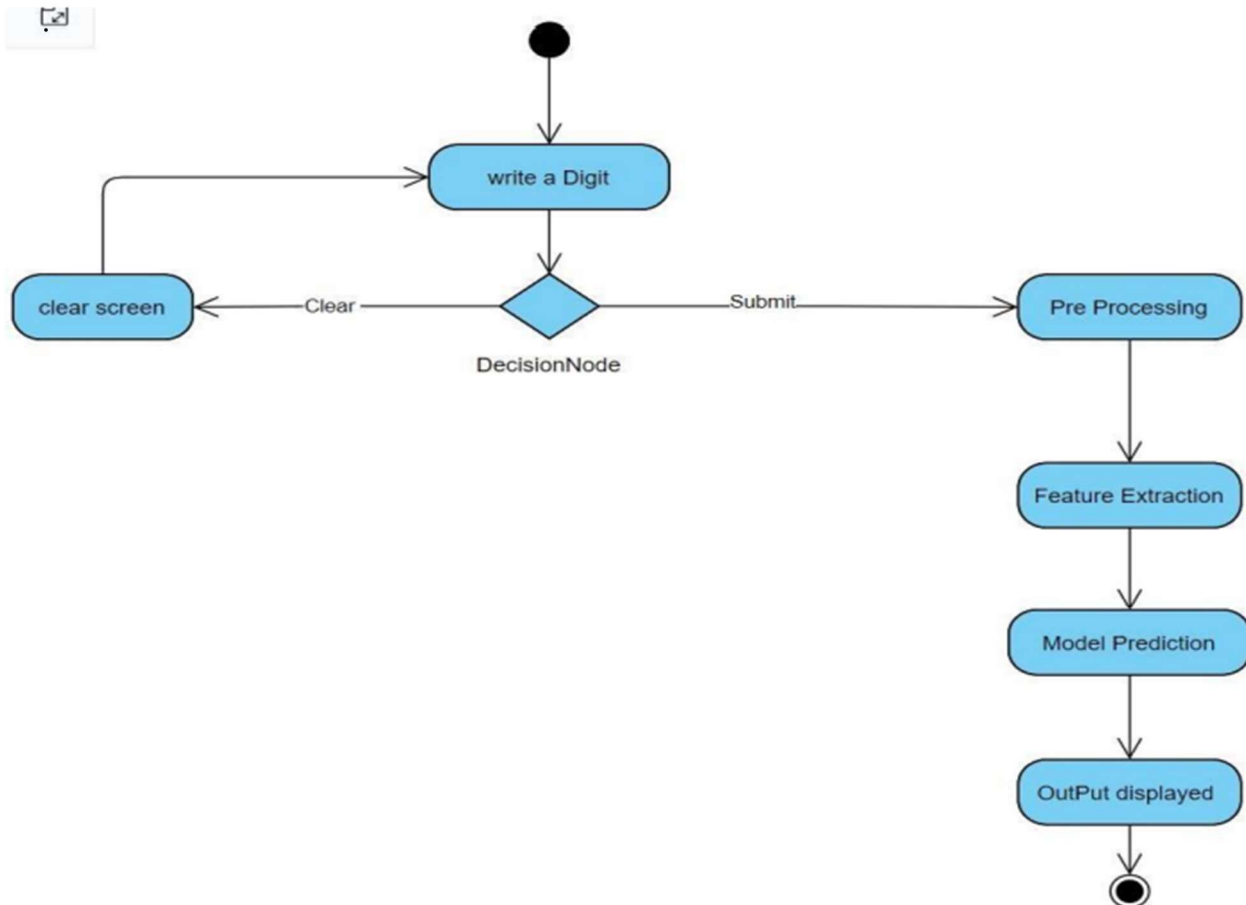 write a Digit
clear screen
Clear
Submit
Pre Processing
DecisionNode
Feature Extraction
Model Prediction
OutPut displayed